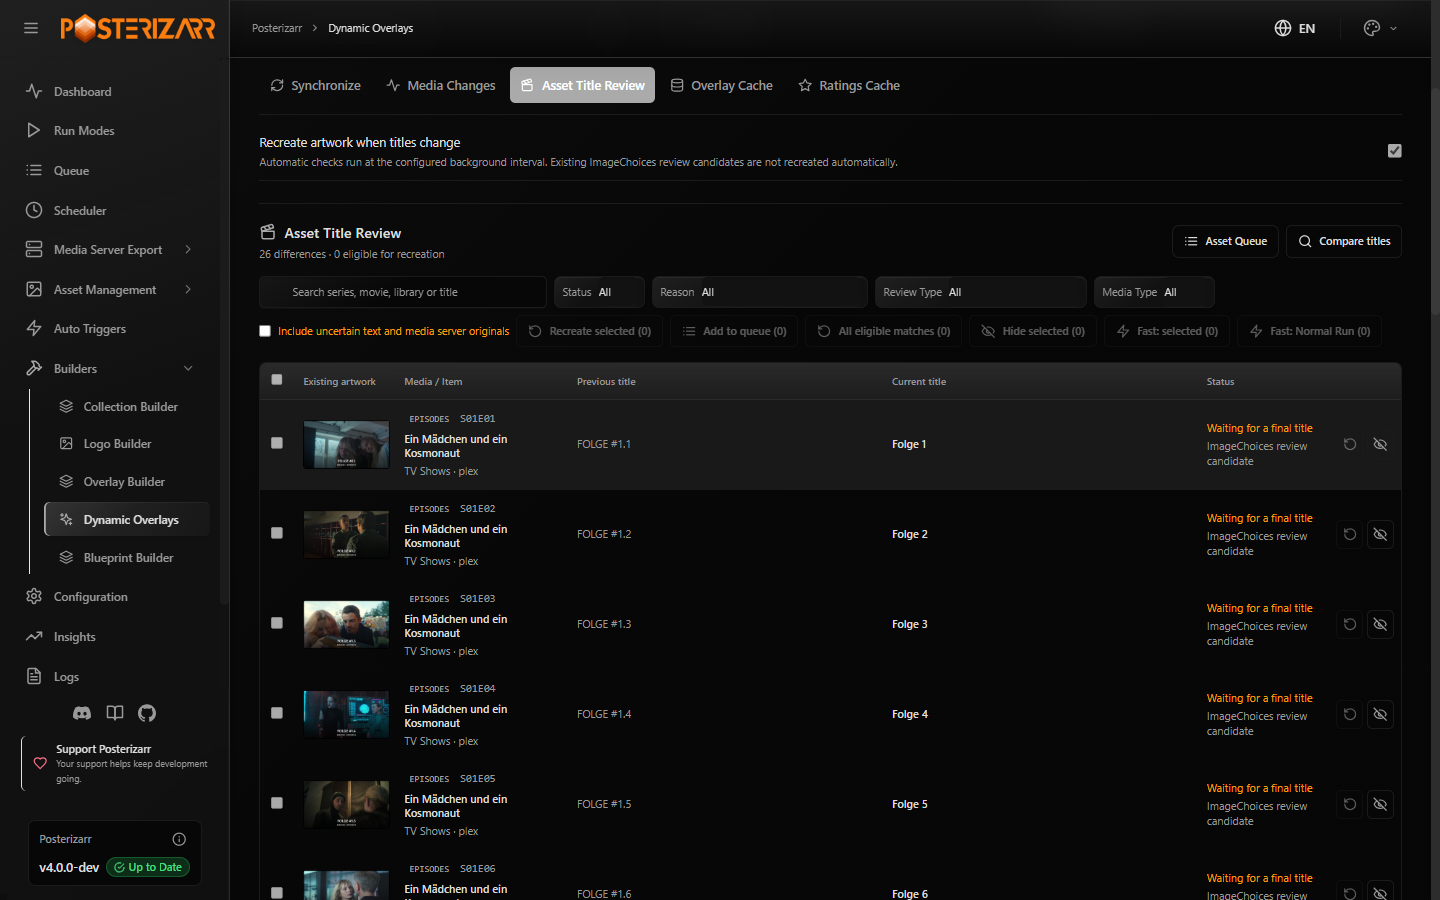 POSTERIZARR
Posterizarr > Dynamic Overlays
EN
Dashboard
Run Modes
Queue
Scheduler
Media Server Export
Asset Management
Auto Triggers
Builders
Collection Builder
Logo Builder
Overlay Builder
Dynamic Overlays
Blueprint Builder
Configuration
Insights
Logs
Support Posterizarr
Your support helps keep development
going.
Posterizarr
v4.0.0-dev Up to Date
Synchronize Media Changes Asset Title Review Overlay Cache Ratings Cache
Recreate artwork when titles change
Automatic checks run at the configured background interval. Existing ImageChoices review candidates are not recreated automatically.
Asset Title Review
26 differences · 0 eligible for recreation
Asset Queue Compare titles
Search series, movie, library or title Status All Reason All Review Type All Media Type All
Include uncertain text and media server originals Recreate selected (0) Add to queue (0) All eligible matches (0) Hide selected (0) Fast: selected (0) Fast: Normal Run (0)
Existing artwork Media / Item Previous title Current title Status
EPISODES S01E01
Ein Mädchen und ein
Kosmonaut
TV Shows · plex
FOLGE #1.1
Folge 1
Waiting for a final title
ImageChoices review
candidate
EPISODES S01E02
Ein Mädchen und ein
Kosmonaut
TV Shows · plex
FOLGE #1.2
Folge 2
Waiting for a final title
ImageChoices review
candidate
EPISODES S01E03
Ein Mädchen und ein
Kosmonaut
TV Shows · plex
FOLGE #1.3
Folge 3
Waiting for a final title
ImageChoices review
candidate
EPISODES S01E04
Ein Mädchen und ein
Kosmonaut
TV Shows · plex
FOLGE #1.4
Folge 4
Waiting for a final title
ImageChoices review
candidate
EPISODES S01E05
Ein Mädchen und ein
Kosmonaut
TV Shows · plex
FOLGE #1.5
Folge 5
Waiting for a final title
ImageChoices review
candidate
EPISODES S01E06
Ein Mädchen und ein
FOLGE #1.6
Folge 6
Waiting for a final title
ImageChoices review